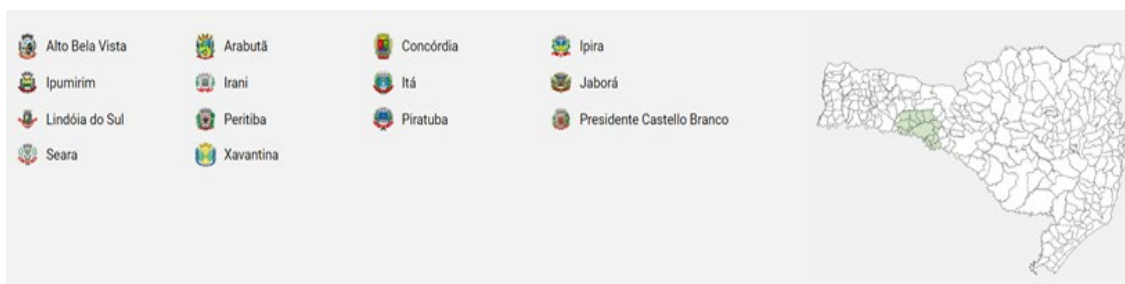 Alto Bela Vista Arabutã Concórdia Ipira
Ipumirim Irani Itá Jaborá
Lindóia do Sul Peritiba Piratuba Presidente Castello Branco
Seara Xavantina